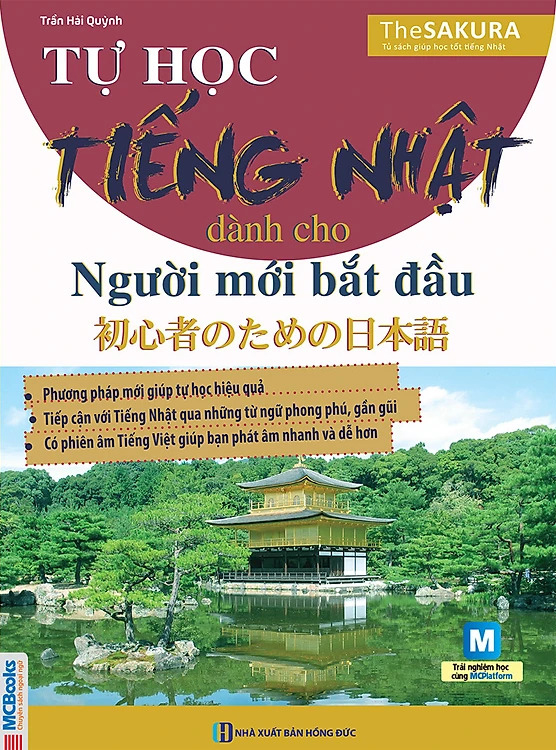 Trần Hải Quỳnh
TheSAKURA
Tủ sách giúp học tốt tiếng Nhật
TỰ HỌC
TIẾNG NHẬT
dành cho
Người mới bắt đầu
初心者のための日本語
Phương pháp mới giúp tự học hiệu quả
Tiếp cận với Tiếng Nhật qua những từ ngữ phong phú, gần gũi
Có phiên âm Tiếng Việt giúp bạn phát âm nhanh và dễ hơn
M
Trải nghiệm học
cùng MCPlatform
MCBooks
Chuyên sách ngoại ngữ
NHÀ XUẤT BẢN HỒNG ĐỨC